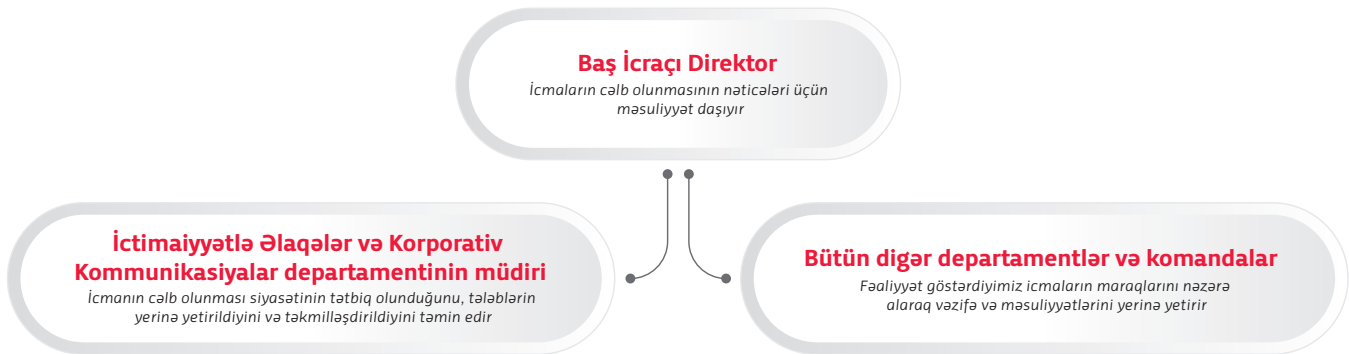 Baş İcraçı Direktor
İcmaların cəlb olunmasının nəticələri üçün
məsuliyyət daşıyır
İctimaiyyətlə Əlaqələr və Korporativ
Kommunikasiyalar departamentinin müdiri
İcmanın cəlb olunması siyasətinin tətbiq olunduğunu, tələblərin
yerinə yetirildiyini və təkmilləşdirildiyini təmin edir
Bütün digər departamentlər və komandalar
Fəaliyyət göstərdiyimiz icmaların maraqlarını nəzərə
alaraq vəzifə və məsuliyyətlərini yerinə yetirir